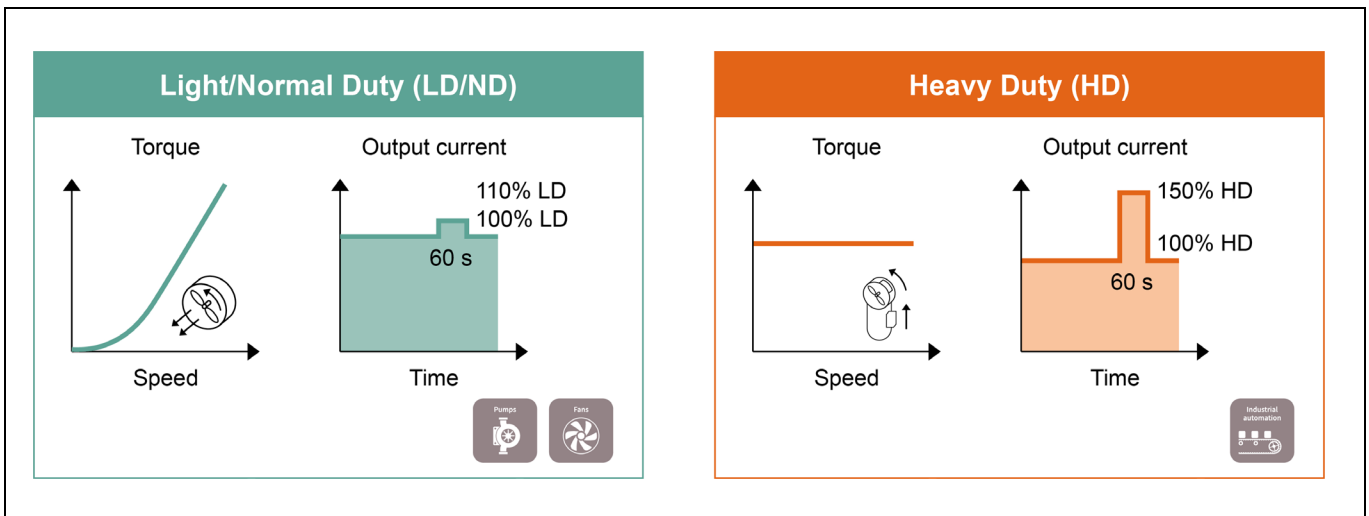 Light/Normal Duty (LD/ND)
Torque
Output current
110% LD
100% LD
60 s
Speed
Time
Pumps
Fans
Heavy Duty (HD)
Torque
Output current
150% HD
100% HD
60 s
Speed
Time
Industrial
automation